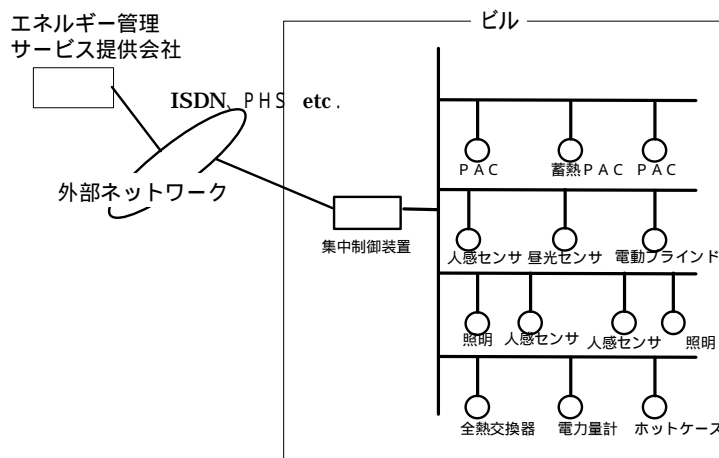 エネルギー管理
サービス提供会社
ビル
ISDN、PHS etc.
外部ネットワーク
集中制御装置
PAC 蓄熱PAC PAC
人感センサ 昼光センサ 電動ブラインド
照明 人感センサ 人感センサ 照明
全熱交換器 電力量計 ホットケース